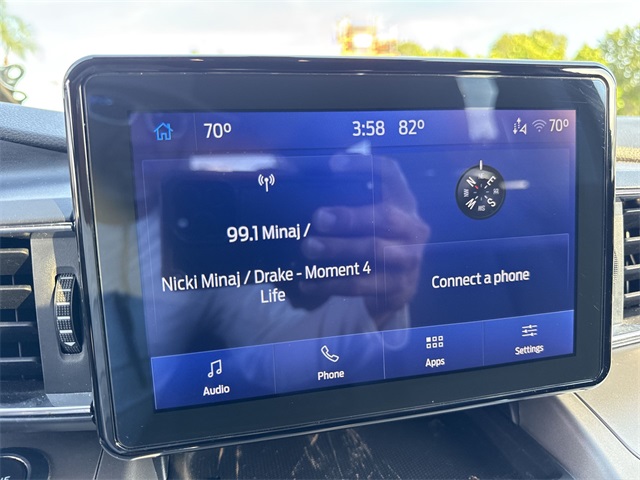 70° 3:58 82° 70°
99.1 Minaj /
Nicki Minaj / Drake - Moment 4
Life
N E S W
Connect a phone
Audio Phone Apps Settings